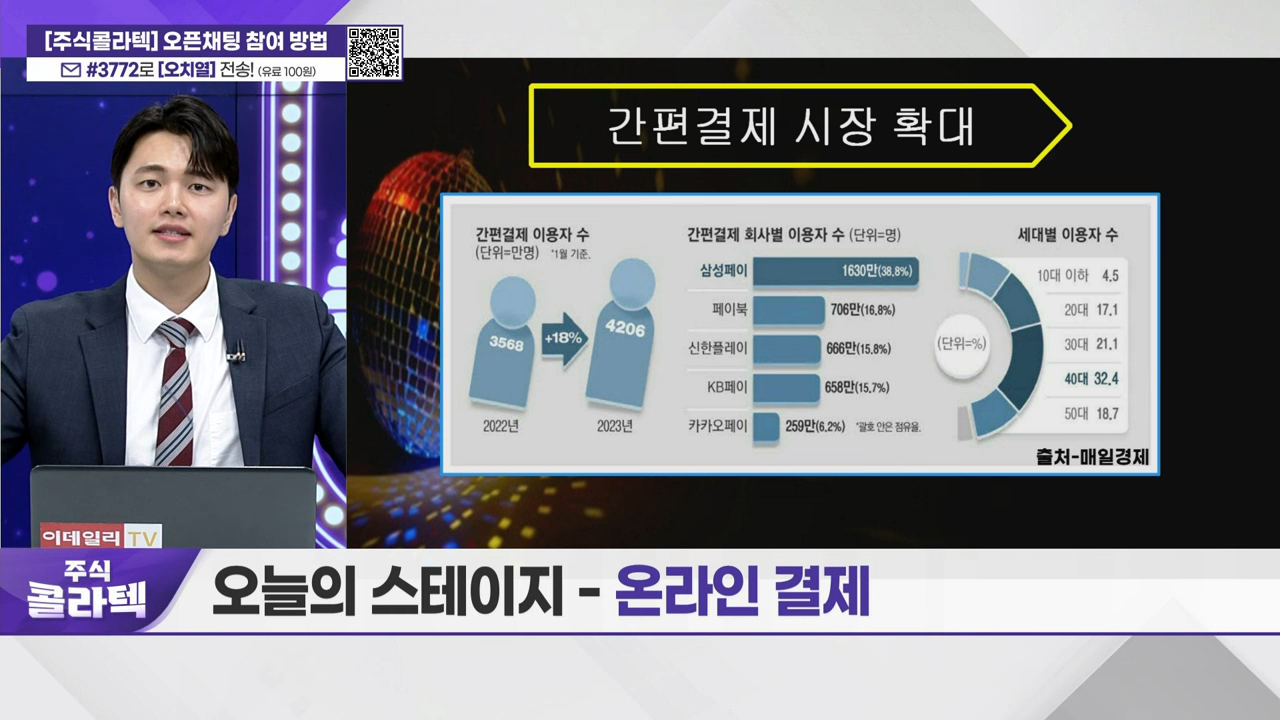 [주식콜라텍] 오픈채팅 참여 방법
#3772로 [오치열] 전송! (유료 100원)
간편결제 시장 확대
간편결제 이용자 수
(단위=만명) *1월 기준.
3568
+18%
4206
2022년
2023년
간편결제 회사별 이용자 수 (단위=명)
삼성페이 1630만(38.8%)
페이북 706만(16.8%)
신한플레이 666만(15.8%)
KB페이 658만(15.7%)
카카오페이 259만(6.2%) *괄호 안은 점유율.
세대별 이용자 수
(단위=%)
10대 이하 4.5
20대 17.1
30대 21.1
40대 32.4
50대 18.7
출처-매일경제
이데일리 TV
주식
콜라텍
오늘의 스테이지 - 온라인 결제